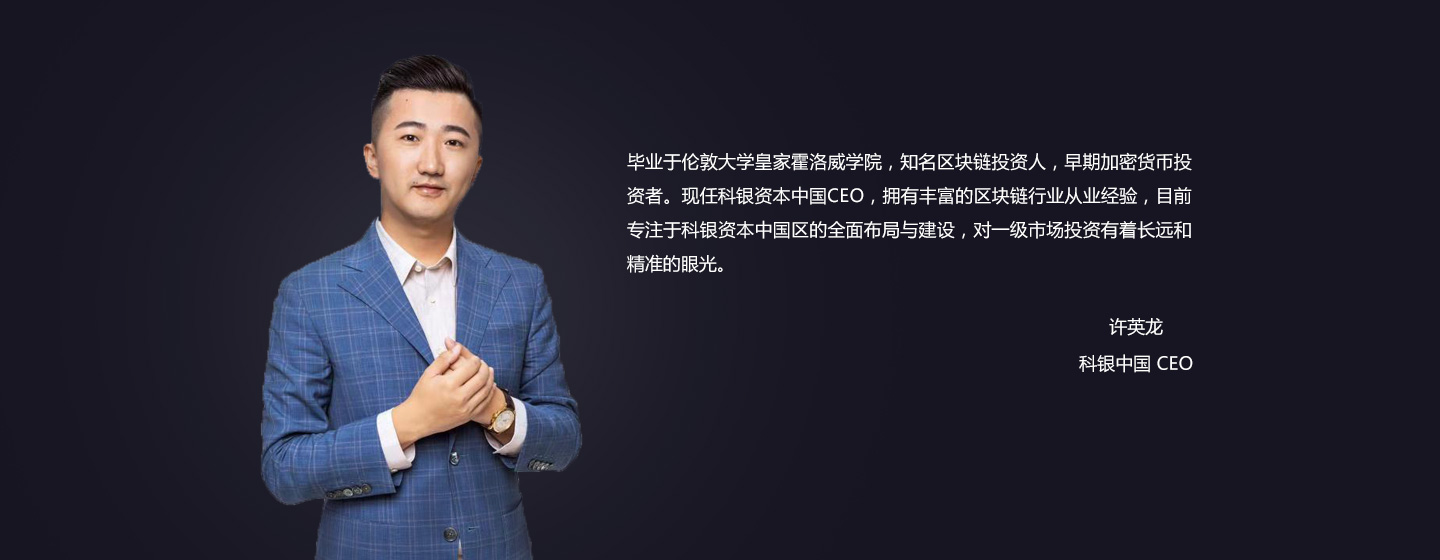 毕业于伦敦大学皇家霍洛威学院，知名区块链投资人，早期加密货币投
资者。现任科银资本中国CEO，拥有丰富的区块链行业从业经验，目前
专注于科银资本中国区的全面布局与建设，对一级市场投资有着长远和
精准的眼光。
许英龙
科银中国 CEO